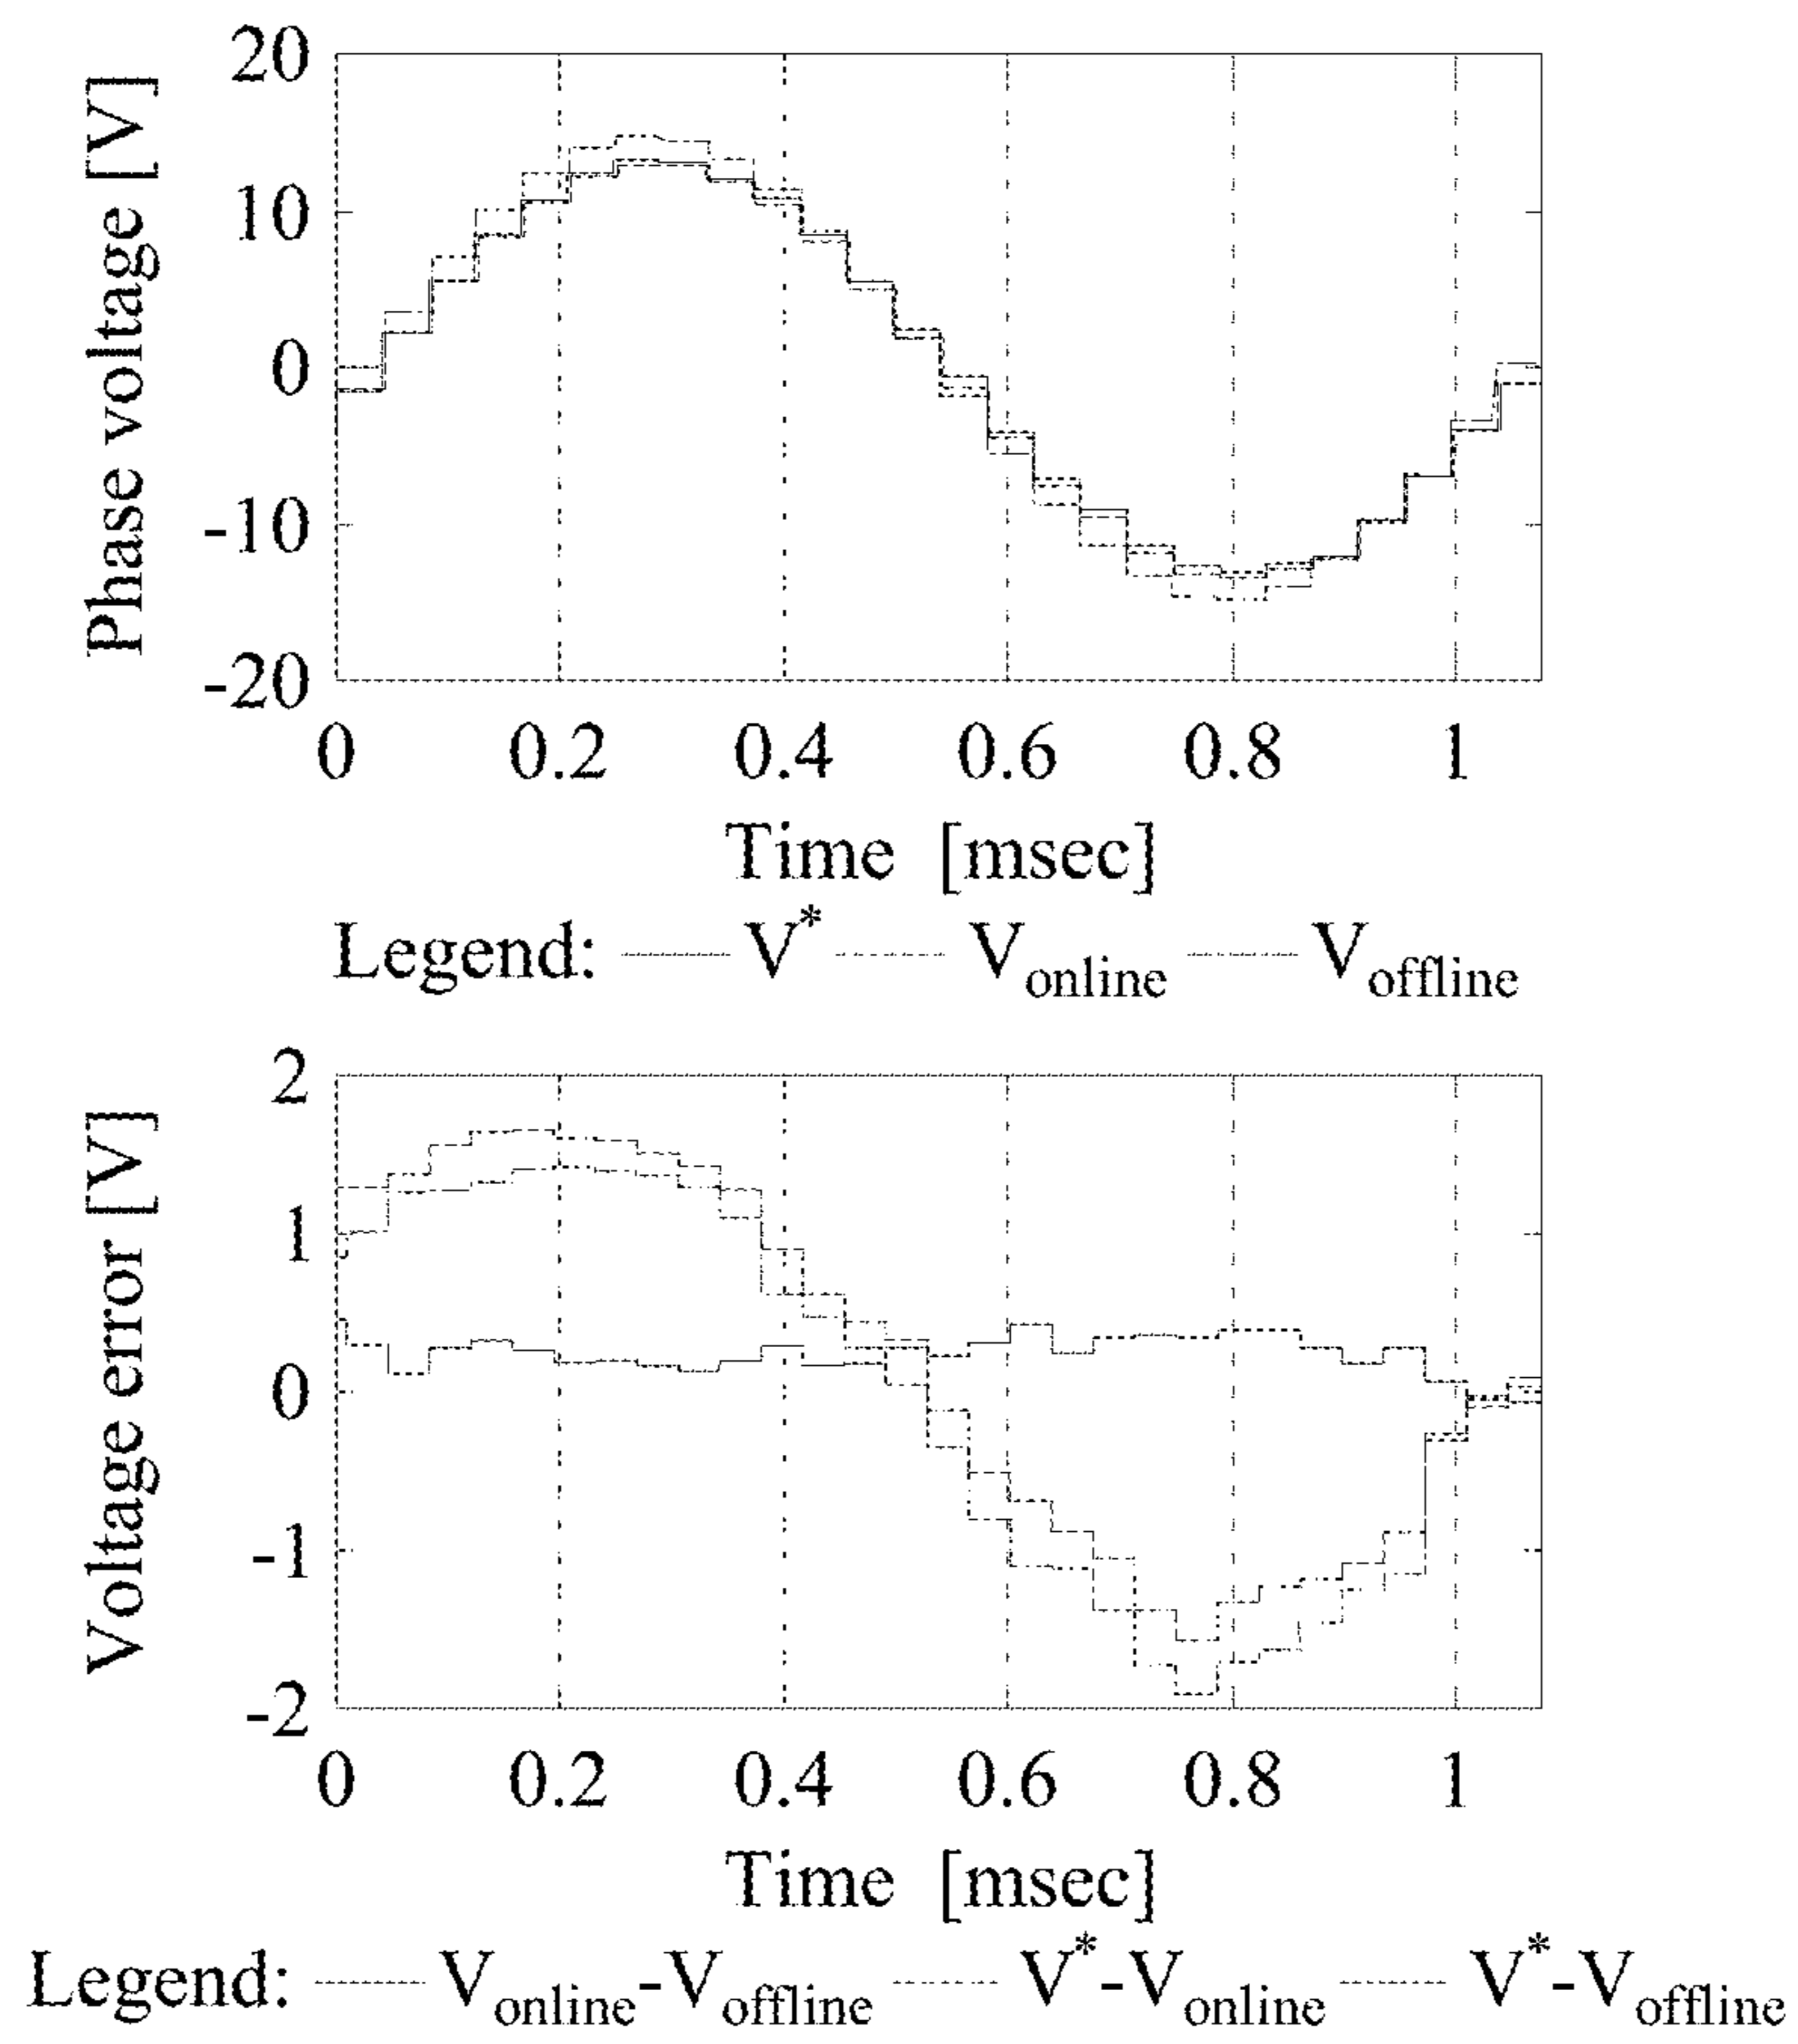 20
10
0
-10
-20
Phase voltage [V]
0 0.2 0.4 0.6 0.8 1
Time [msec]
Legend: V* Vonline Voffline
2
1
0
-1
-2
Voltage error [V]
0 0.2 0.4 0.6 0.8 1
Time [msec]
Legend: Vonline-Voffline V*-Vonline V*-Voffline